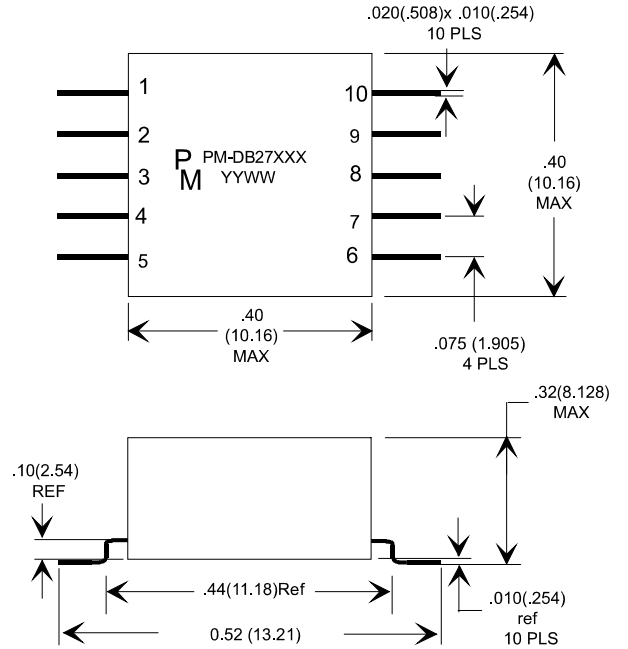 .020(.508)x .010(.254)
10 PLS
1
10
2
9
P PM-DB27XXX
M YYWW
3
8
4
7
5
6
.40
(10.16)
MAX
.40
(10.16)
MAX
.075 (1.905)
4 PLS
.32(8.128)
MAX
.10(2.54)
REF
.44(11.18)Ref
.010(.254)
ref
10 PLS
0.52 (13.21)